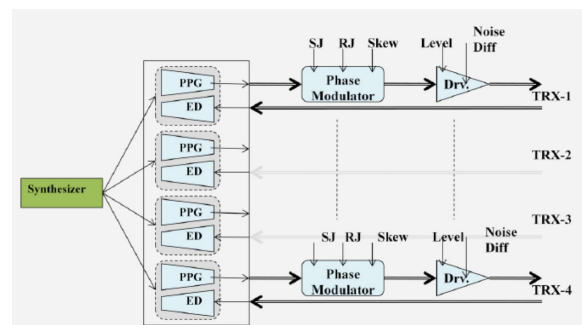 SJ RJ Skew Level Noise
Diff
PPG
ED
Phase
Modulator
Drv.
TRX-1
PPG
ED
TRX-2
Synthesizer
PPG
ED
TRX-3
SJ RJ Skew Level Noise
Diff
PPG
ED
Phase
Modulator
Drv.
TRX-4